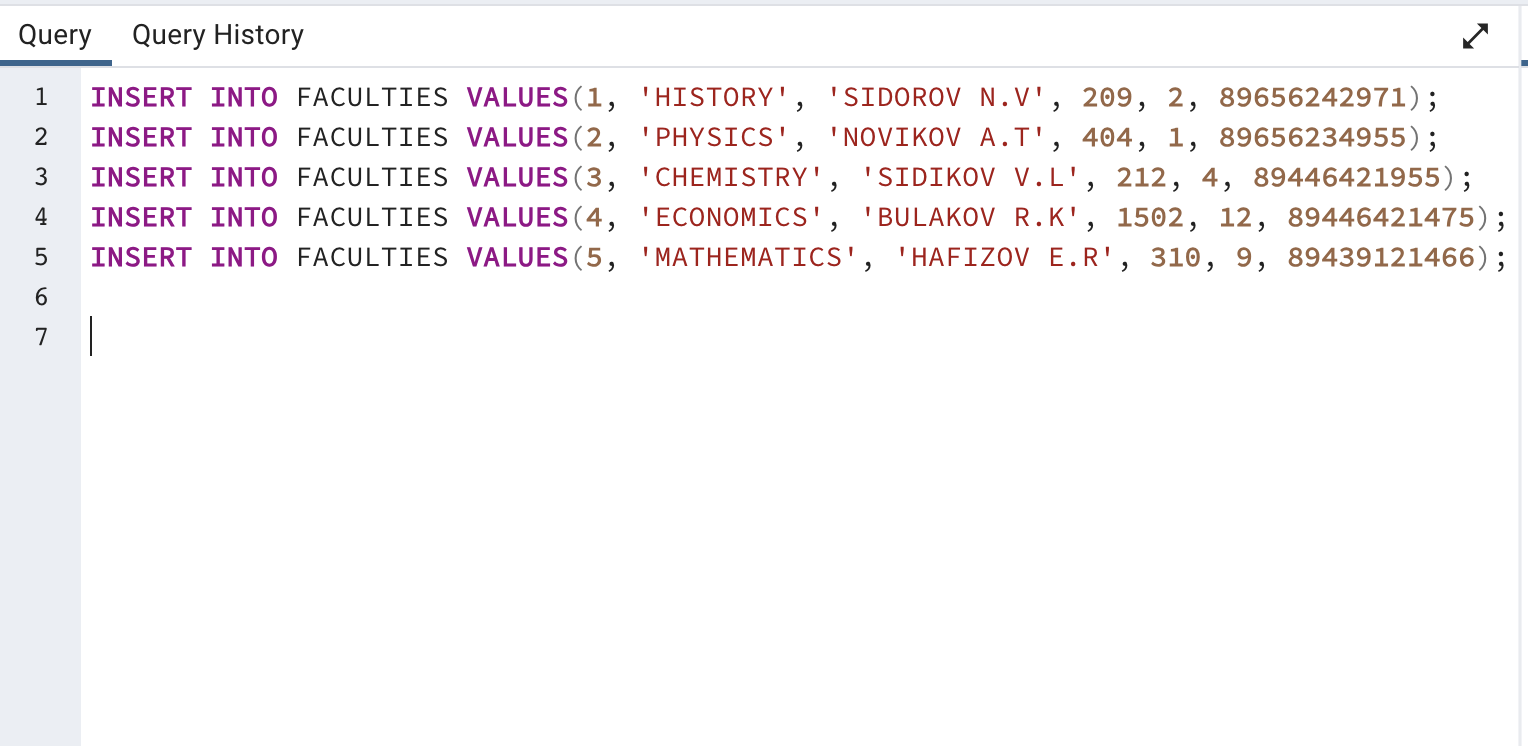 Query Query History
1 INSERT INTO FACULTIES VALUES(1, 'HISTORY', 'SIDOROV N.V', 209, 2, 89656242971);
2 INSERT INTO FACULTIES VALUES(2, 'PHYSICS', 'NOVIKOV A.T', 404, 1, 89656234955);
3 INSERT INTO FACULTIES VALUES(3, 'CHEMISTRY', 'SIDIKOV V.L', 212, 4, 89446421955);
4 INSERT INTO FACULTIES VALUES(4, 'ECONOMICS', 'BULAKOV R.K', 1502, 12, 89446421475);
5 INSERT INTO FACULTIES VALUES(5, 'MATHEMATICS', 'HAFIZOV E.R', 310, 9, 89439121466);
6
7